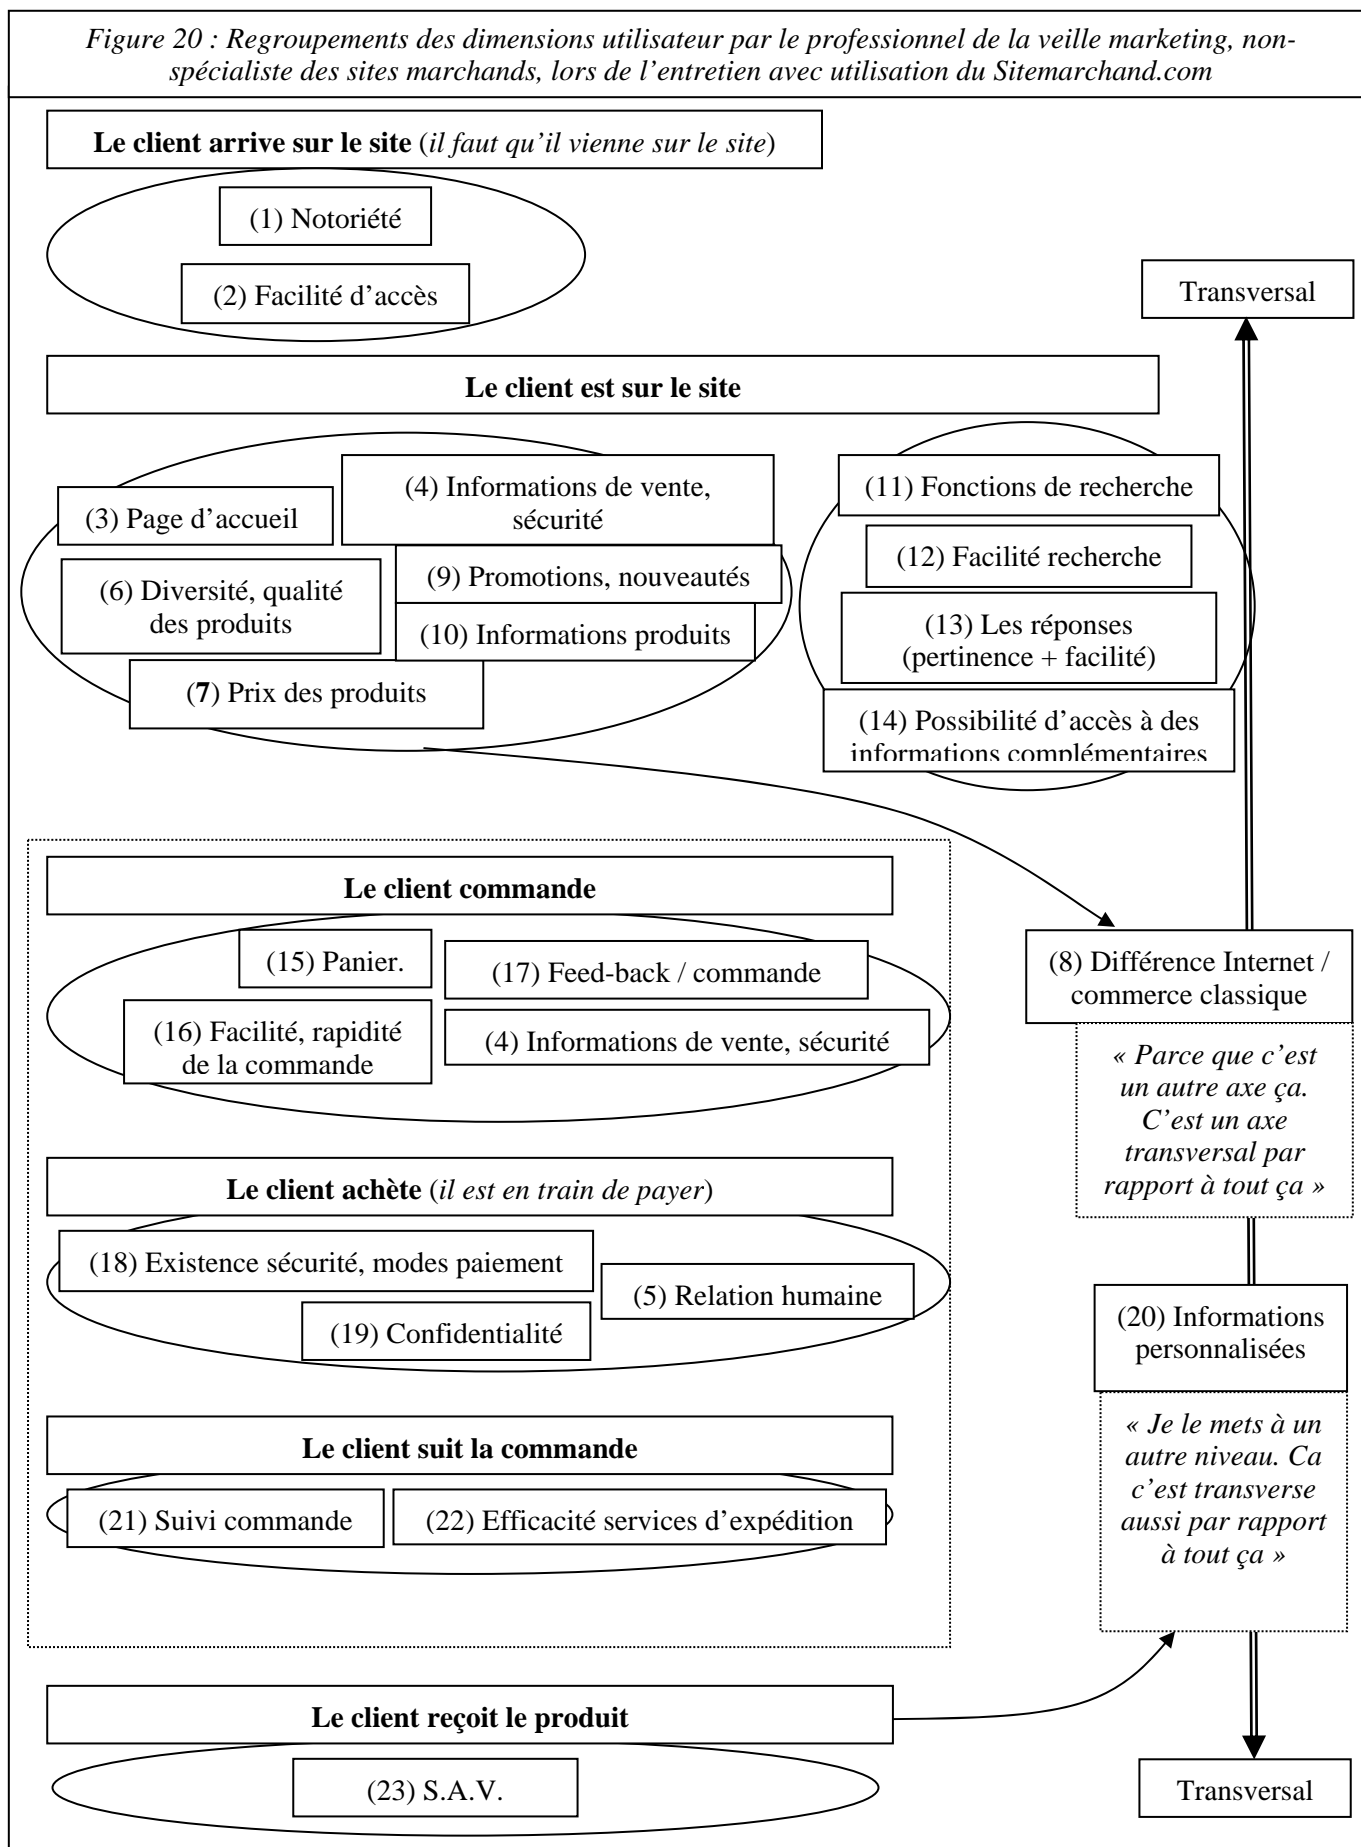 Figure 20 : Regroupements des dimensions utilisateur par le professionnel de la veille marketing, non-
spécialiste des sites marchands, lors de l'entretien avec utilisation du Sitemarchand.com
Le client arrive sur le site (il faut qu'il vienne sur le site)
(1) Notoriété
(2) Facilité d'accès
Transversal
Le client est sur le site
(3) Page d'accueil
(4) Informations de vente,
sécurité
(6) Diversité, qualité
des produits
(9) Promotions, nouveautés
(10) Informations produits
(7) Prix des produits
(11) Fonctions de recherche
(12) Facilité recherche
(13) Les réponses
(pertinence + facilité)
(14) Possibilité d'accès à des
informations complémentaires
Le client commande
(15) Panier.
(17) Feed-back / commande
(16) Facilité, rapidité
de la commande
(4) Informations de vente, sécurité
(8) Différence Internet /
commerce classique
« Parce que c'est
un autre axe ça.
C'est un axe
transversal par
rapport à tout ça »
Le client achète (il est en train de payer)
(18) Existence sécurité, modes paiement
(5) Relation humaine
(19) Confidentialité
(20) Informations
personnalisées
« Je le mets à un
autre niveau. Ca
c'est transverse
aussi par rapport
à tout ça »
Le client suit la commande
(21) Suivi commande
(22) Efficacité services d'expédition
Le client reçoit le produit
(23) S.A.V.
Transversal